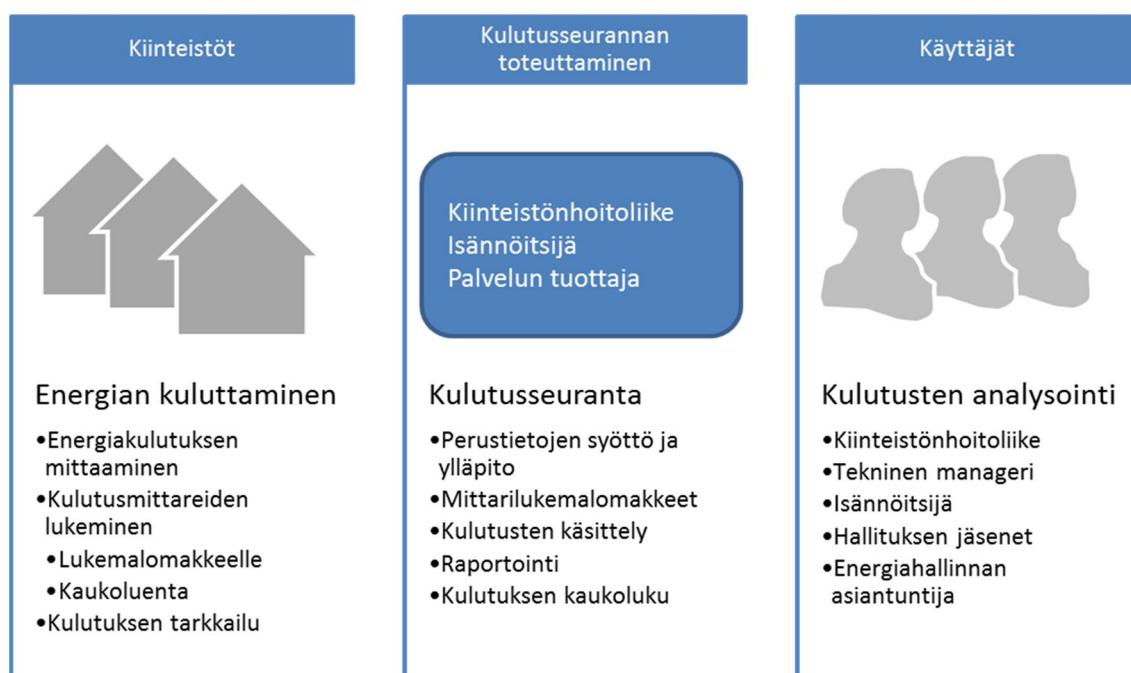 Kiinteistöt
Energian kuluttaminen
•Energiakulutuksen
mittaaminen
•Kulutusmittareiden
lukeminen
•Lukemalomakkeelle
•Kaukoluenta
•Kulutuksen tarkkailu
Kulutusseurannan
toteuttaminen
Kiinteistönhoitoliike
Isännöitsijä
Palvelun tuottaja
Kulutusseuranta
•Perustietojen syöttö ja
ylläpito
•Mittarilukemalomakkeet
•Kulutusten käsittely
•Raportointi
•Kulutuksen kaukoluku
Käyttäjät
Kulutusten analysointi
•Kiinteistönhoitoliike
•Tekninen manageri
•Isännöitsijä
•Hallituksen jäsenet
•Energiahallinnan
asiantuntija